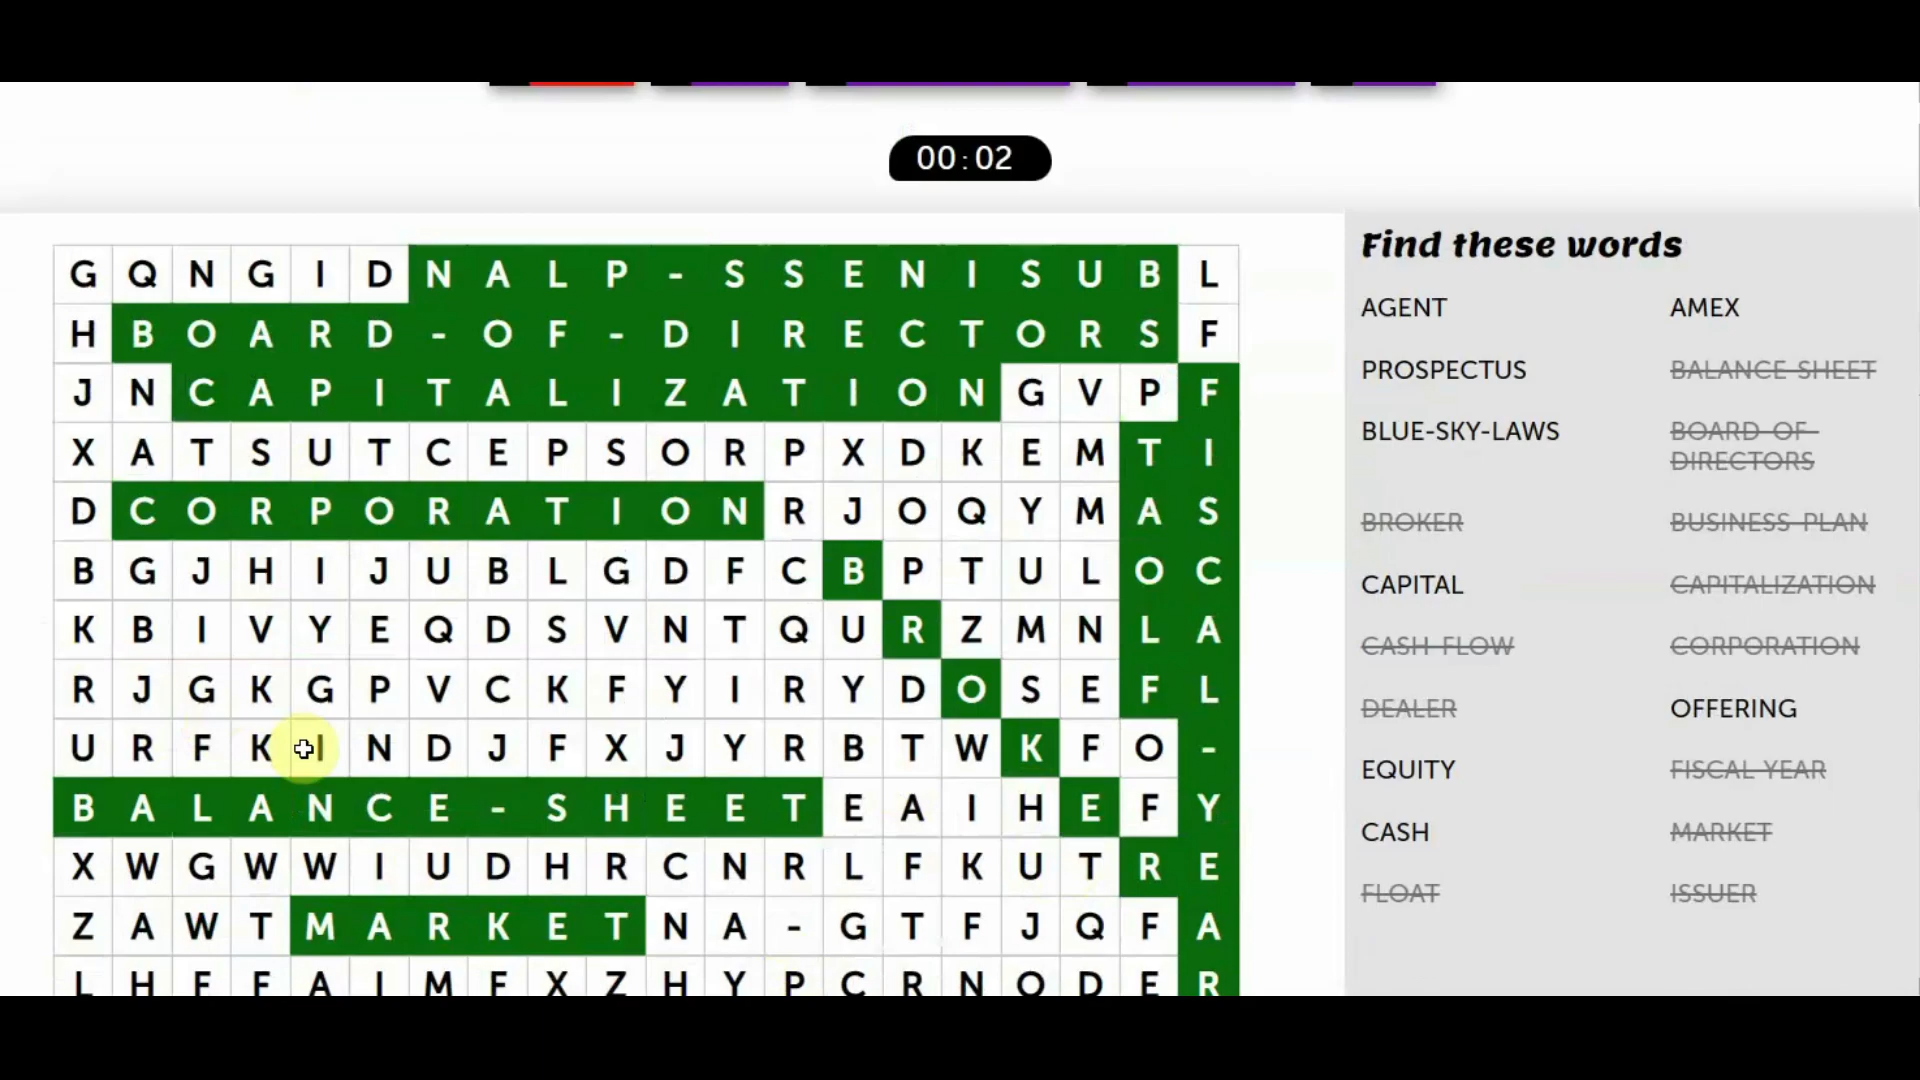 00:02
Find these words
G Q N G I D N A L P - S S E N I S U B L
H B O A R D - O F - D I R E C T O R S F
J N C A P I T A L I Z A T I O N G V P F
X A T S U T C E P S O R P X D K E M T I
D C O R P O R A T I O N R J O Q Y M A S
B G J H I J U B L G D F C B P T U L O C
K B I V Y E Q D S V N T Q U R Z M N L A
R J G K G P V C K F Y I R Y D O S E F L
U R F K I N D J F X J Y R B T W K F O -
B A L A N C E - S H E E T E A I H E F Y
X W G W W I U D H R C N R L F K U T R E
Z A W T M A R K E T N A - G T F J Q F A
AGENT AMEX
PROSPECTUS BALANCE-SHEET
BLUE-SKY-LAWS BOARD-OF-
DIRECTORS
BROKER BUSINESS-PLAN
CAPITAL CAPITALIZATION
CASH-FLOW CORPORATION
DEALER OFFERING
EQUITY FISCAL-YEAR
CASH MARKET
FLOAT ISSUER